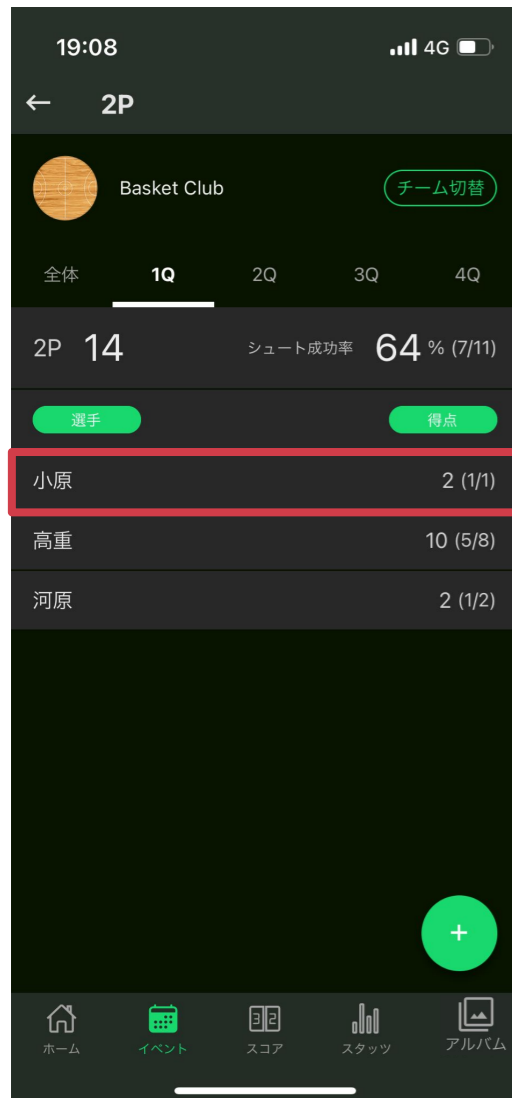 19:08 4G
← 2P
Basket Club チーム切替
全体 1Q 2Q 3Q 4Q
2P 14 シュート成功率 64 % (7/11)
選手 得点
小原 2 (1/1)
高重 10 (5/8)
河原 2 (1/2)
+
32
ホーム イベント スコア スタッツ アルバム